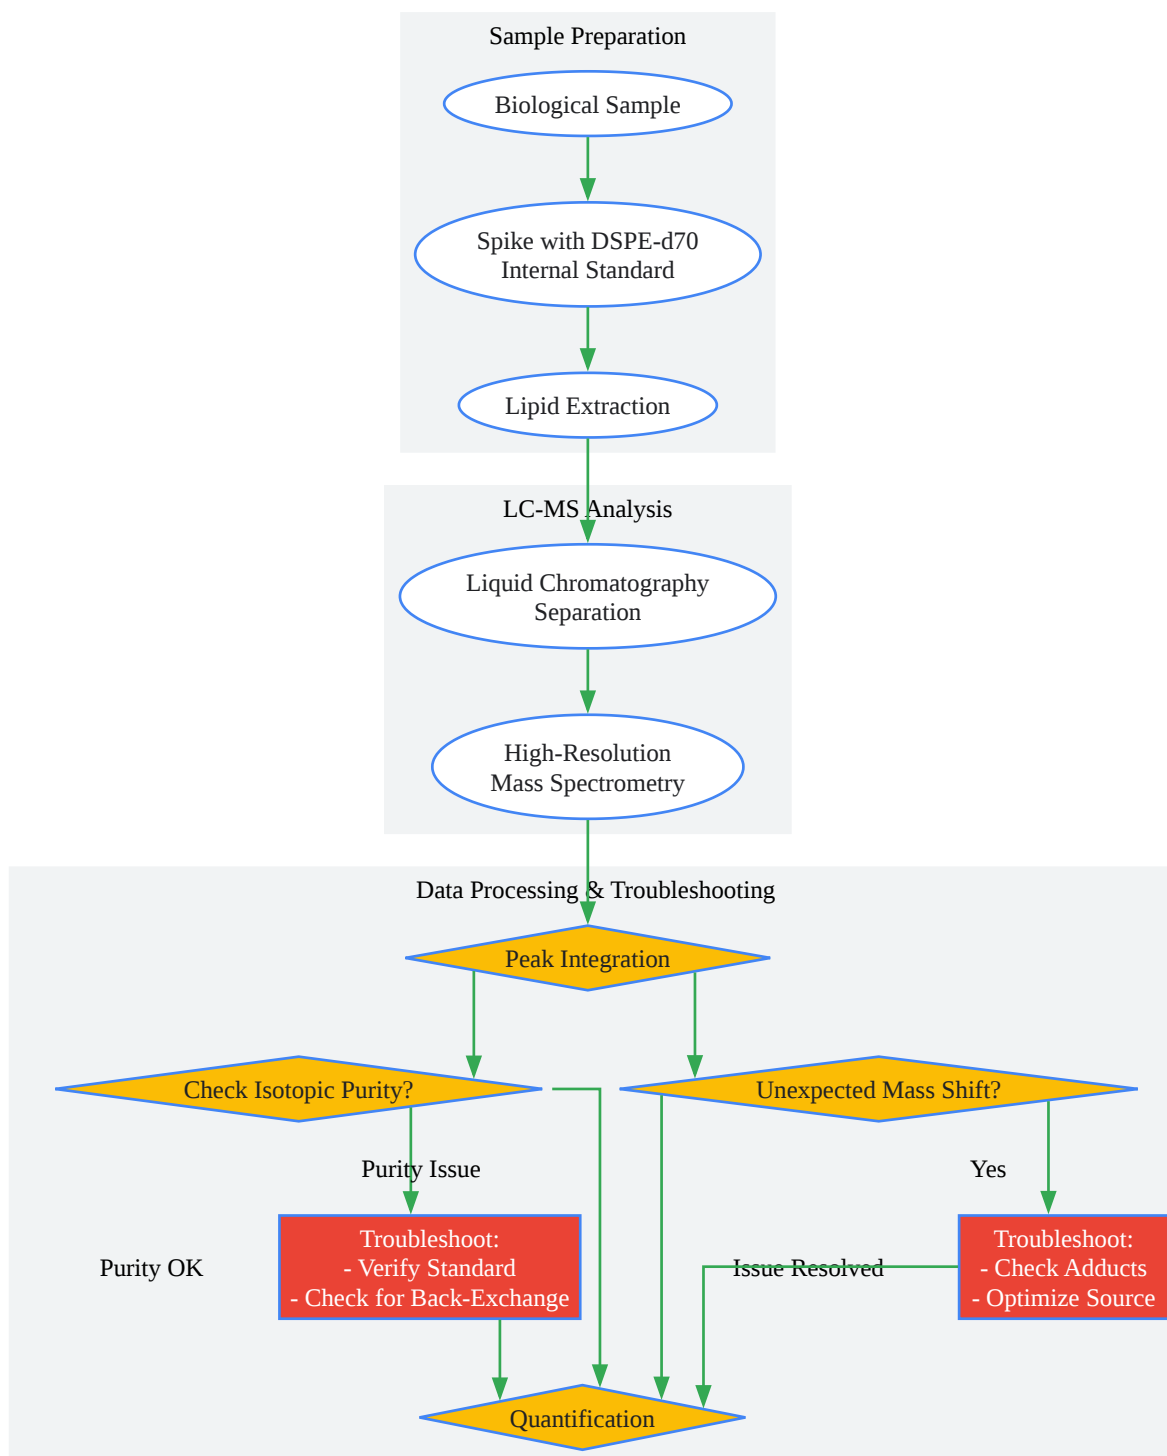 Sample Preparation
Biological Sample
Spike with DSPE-d70
Internal Standard
Lipid Extraction
LC-MS Analysis
Liquid Chromatography
Separation
High-Resolution
Mass Spectrometry
Data Processing & Troubleshooting
Peak Integration
Check Isotopic Purity?
Unexpected Mass Shift?
Purity Issue
Yes
Purity OK
Troubleshoot:
- Verify Standard
- Check for Back-Exchange
Issue Resolved
Troubleshoot:
- Check Adducts
- Optimize Source
Quantification